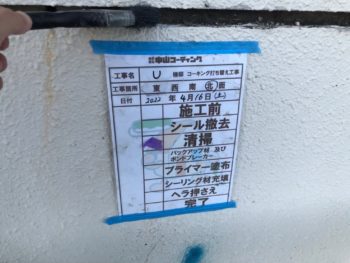 ㈱中山コーティング
工事名 U 様邸 コーキング打ち替え工事
工事箇所 東 西 南 北 面
日付 2022 年 4月 16日(土)
施工前
シール撤去
清掃
バックアップ材 及び
ボンドブレーカー
プライマー塗布
シーリング材充填
ヘラ押さえ
完了